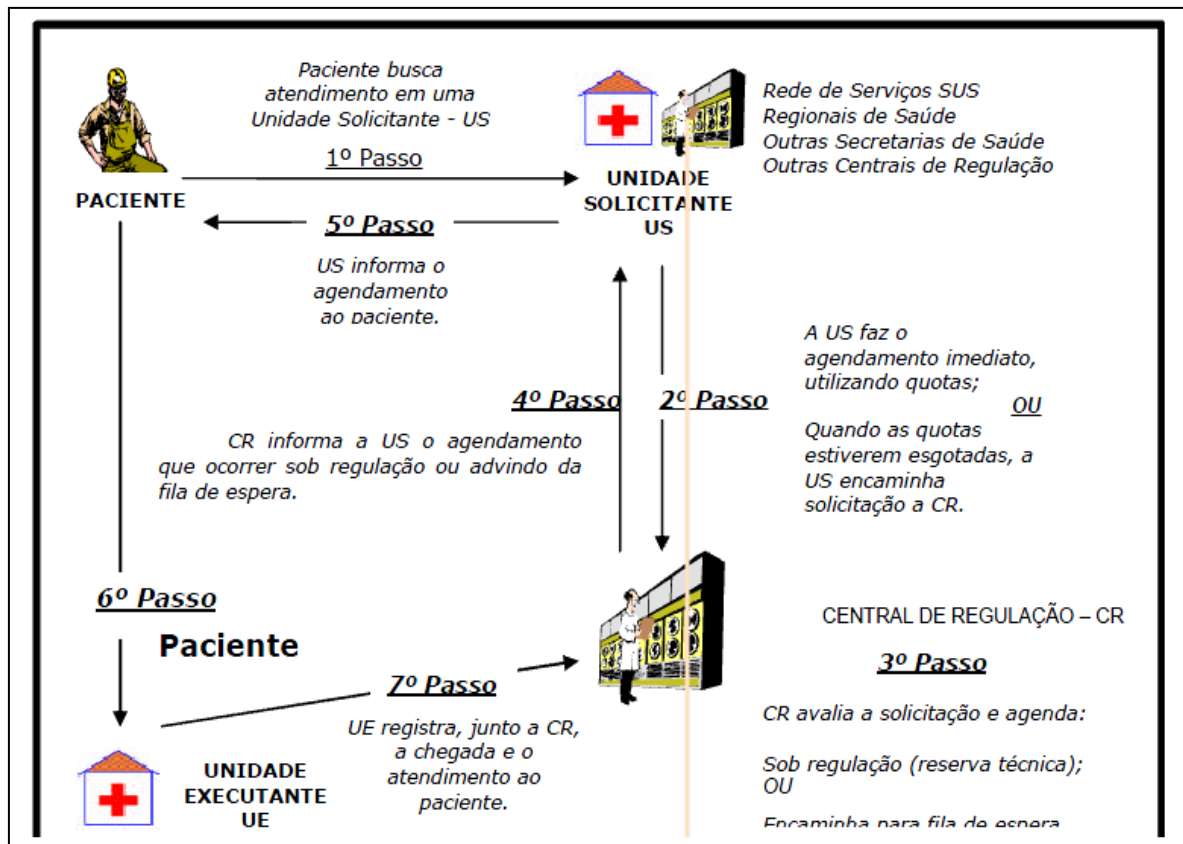 Paciente busca
atendimento em uma
Unidade Solicitante - US
1º Passo
PACIENTE
UNIDADE
SOLICITANTE
US
Rede de Serviços SUS
Regionais de Saúde
Outras Secretarias de Saúde
Outras Centrais de Regulação
5º Passo
US informa o
agendamento
ao paciente.
A US faz o
agendamento imediato,
utilizando quotas;
OU
Quando as quotas
estiverem esgotadas, a
US encaminha
solicitação a CR.
4º Passo
2º Passo
CR informa a US o agendamento
que ocorrer sob regulação ou advindo da
fila de espera.
6º Passo
Paciente
CENTRAL DE REGULAÇÃO – CR
3º Passo
CR avalia a solicitação e agenda:
Sob regulação (reserva técnica);
OU
Encaminha para fila de espera
7º Passo
UE registra, junto a CR,
a chegada e o
atendimento ao
paciente.
UNIDADE
EXECUTANTE
UE